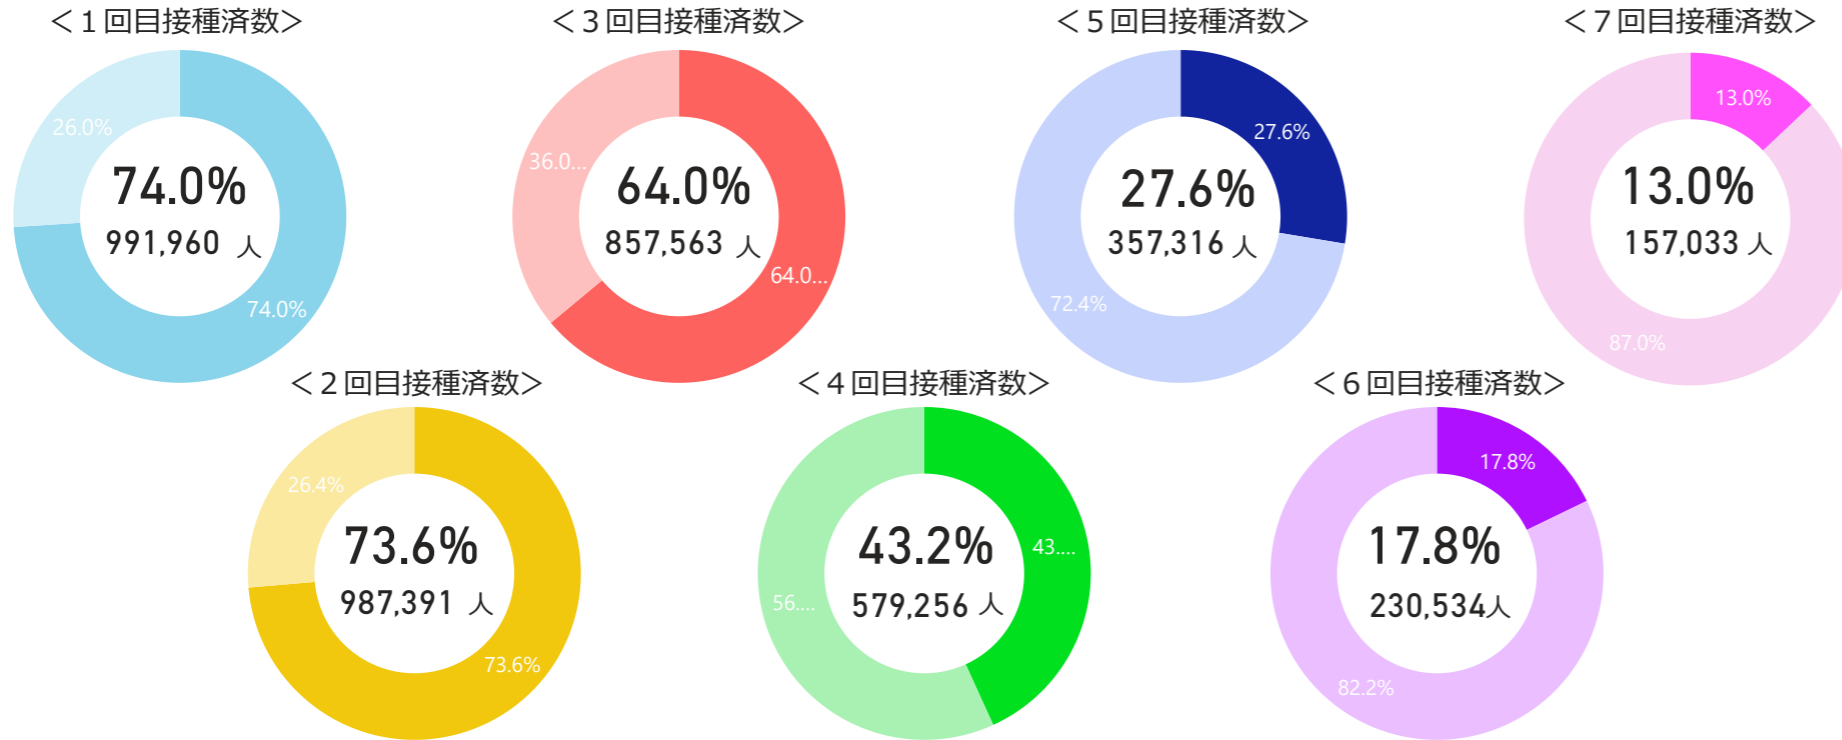 ＜１回目接種済数＞
26.0%
74.0%
991,960 人
74.0%
＜３回目接種済数＞
36.0...
64.0%
857,563 人
64.0...
＜５回目接種済数＞
27.6%
27.6%
357,316 人
72.4%
＜７回目接種済数＞
13.0%
13.0%
157,033 人
87.0%
＜２回目接種済数＞
26.4%
73.6%
987,391 人
73.6%
＜４回目接種済数＞
43....
43.2%
579,256 人
56....
＜６回目接種済数＞
17.8%
17.8%
230,534人
82.2%